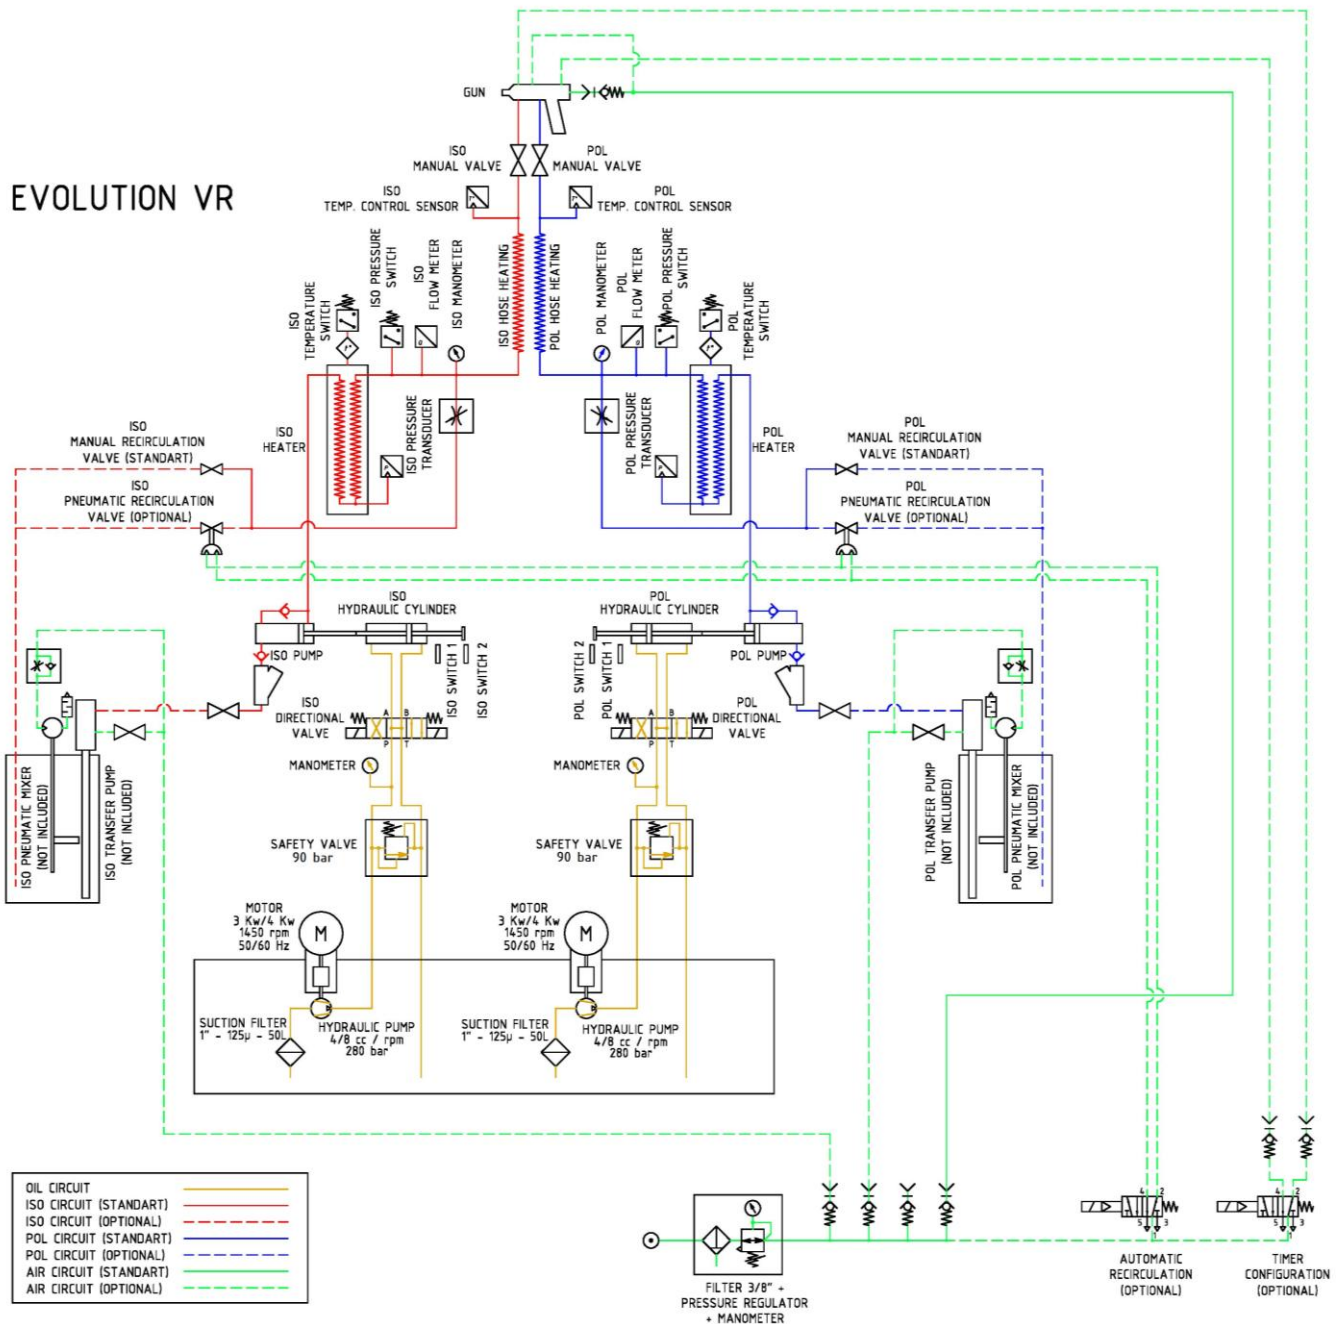 GUN
ISO
MANUAL VALVE
POL
MANUAL VALVE
EVOLUTION VR
ISO
TEMP. CONTROL SENSOR
POL
TEMP. CONTROL SENSOR
ISO
TEMPERATURE
SWITCH
ISO PRESSURE
SWITCH
ISO
FLOW METER
ISO MANOMETER
ISO HOSE HEATING
POL HOSE HEATING
POL MANOMETER
POL
FLOW METER
POL PRESSURE
SWITCH
POL
TEMPERATURE
SWITCH
ISO
HEATER
ISO PRESSURE
TRANSDUCER
POL PRESSURE
TRANSDUCER
POL
HEATER
ISO
MANUAL RECIRCULATION
VALVE (STANDART)
ISO
PNEUMATIC RECIRCULATION
VALVE (OPTIONAL)
POL
MANUAL RECIRCULATION
VALVE (STANDART)
POL
PNEUMATIC RECIRCULATION
VALVE (OPTIONAL)
ISO
HYDRAULIC CYLINDER
POL
HYDRAULIC CYLINDER
ISO PUMP
ISO SWITCH 1
ISO SWITCH 2
POL SWITCH 2
POL SWITCH 1
POL PUMP
ISO
DIRECTIONAL
VALVE
A B
P T
POL
DIRECTIONAL
VALVE
A B
P T
MANOMETER
MANOMETER
ISO PNEUMATIC MIXER
(NOT INCLUDED)
ISO TRANSFER PUMP
(NOT INCLUDED)
POL TRANSFER PUMP
(NOT INCLUDED)
POL PNEUMATIC MIXER
(NOT INCLUDED)
SAFETY VALVE
90 bar
SAFETY VALVE
90 bar
MOTOR
3 Kw/4 Kw
1450 rpm
50/60 Hz
M
MOTOR
3 Kw/4 Kw
1450 rpm
50/60 Hz
M
SUCTION FILTER
1" - 125µ - 50L
HYDRAULIC PUMP
4/8 cc / rpm
280 bar
SUCTION FILTER
1" - 125µ - 50L
HYDRAULIC PUMP
4/8 cc / rpm
280 bar
OIL CIRCUIT
ISO CIRCUIT (STANDART)
ISO CIRCUIT (OPTIONAL)
POL CIRCUIT (STANDART)
POL CIRCUIT (OPTIONAL)
AIR CIRCUIT (STANDART)
AIR CIRCUIT (OPTIONAL)
FILTER 3/8" +
PRESSURE REGULATOR
+ MANOMETER
4 2
5 3
1
AUTOMATIC
RECIRCULATION
(OPTIONAL)
4 2
5 3
1
TIMER
CONFIGURATION
(OPTIONAL)